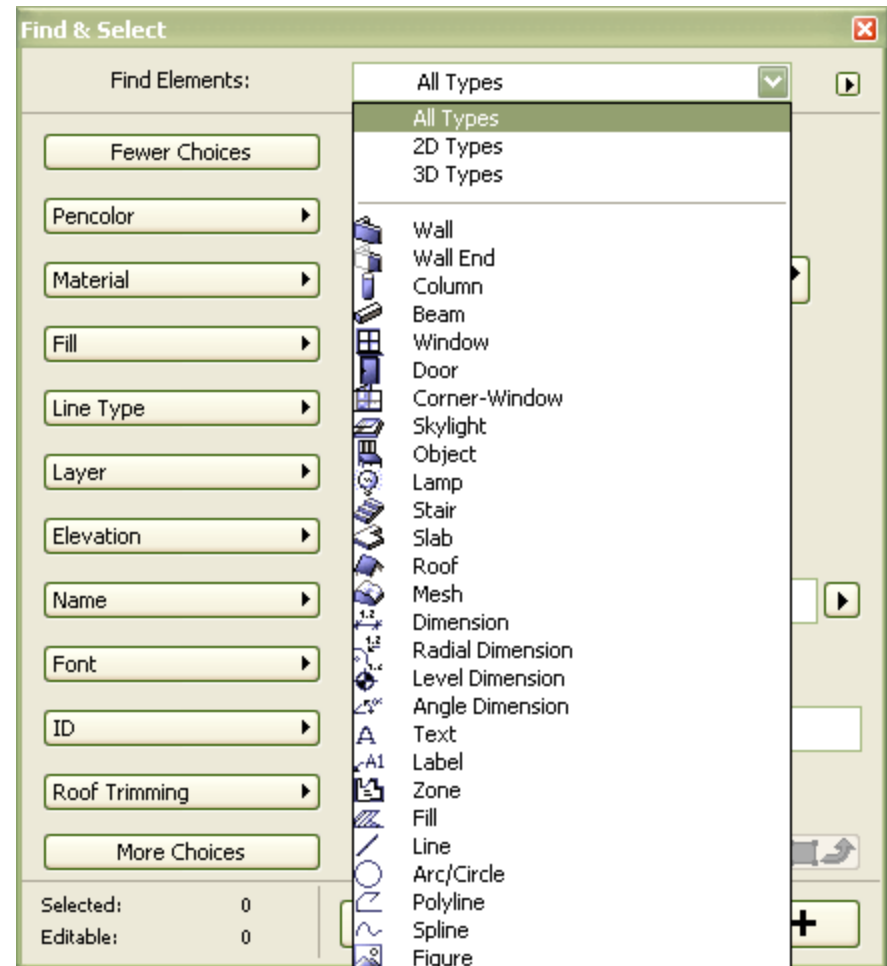 Find & Select
Find Elements:
All Types
All Types
2D Types
3D Types
Fewer Choices
Pencolor
Material
Fill
Line Type
Layer
Elevation
Name
Font
ID
Roof Trimming
More Choices
Wall
Wall End
Column
Beam
Window
Door
Corner-Window
Skylight
Object
Lamp
Stair
Slab
Roof
Mesh
Dimension
Radial Dimension
Level Dimension
Angle Dimension
Text
Label
Zone
Fill
Line
Arc/Circle
Polyline
Spline
Figure
Selected: 0
Editable: 0